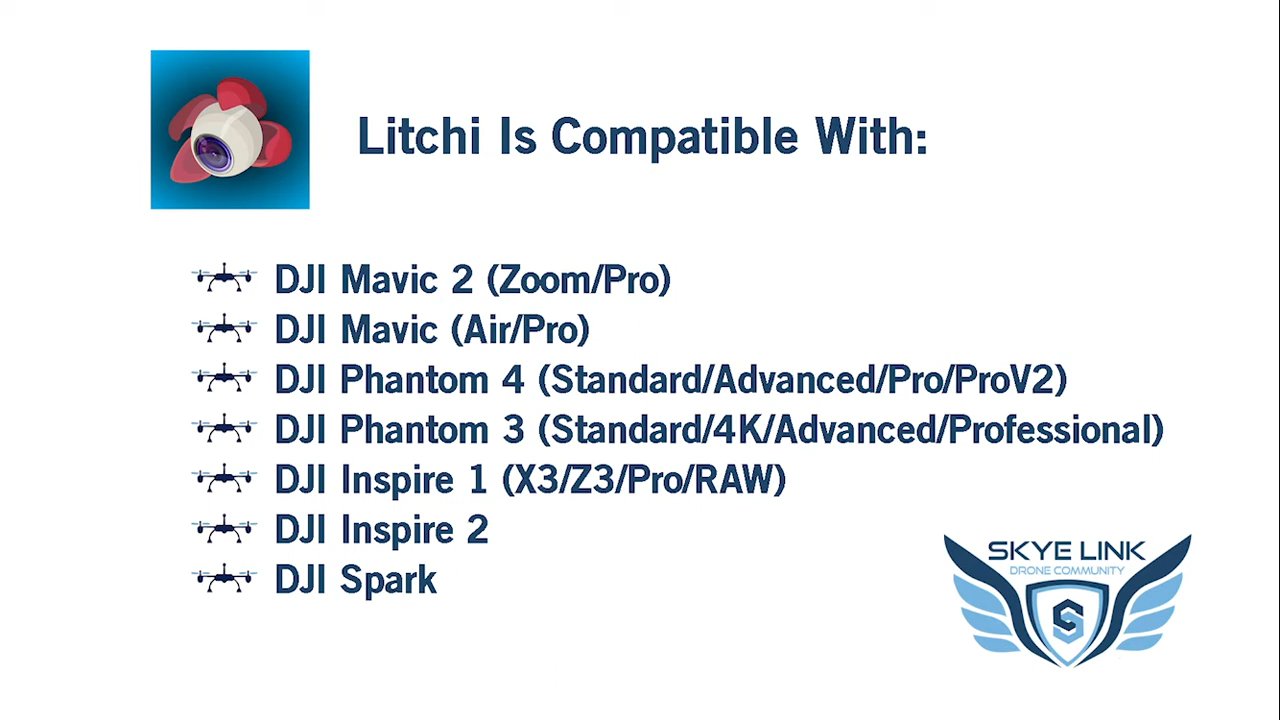 Litchi Is Compatible With:
DJI Mavic 2 (Zoom/Pro)
DJI Mavic (Air/Pro)
DJI Phantom 4 (Standard/Advanced/Pro/ProV2)
DJI Phantom 3 (Standard/4K/Advanced/Professional)
DJI Inspire 1 (X3/Z3/Pro/RAW)
DJI Inspire 2
DJI Spark
SKYE LINK
DRONE COMMUNITY
S